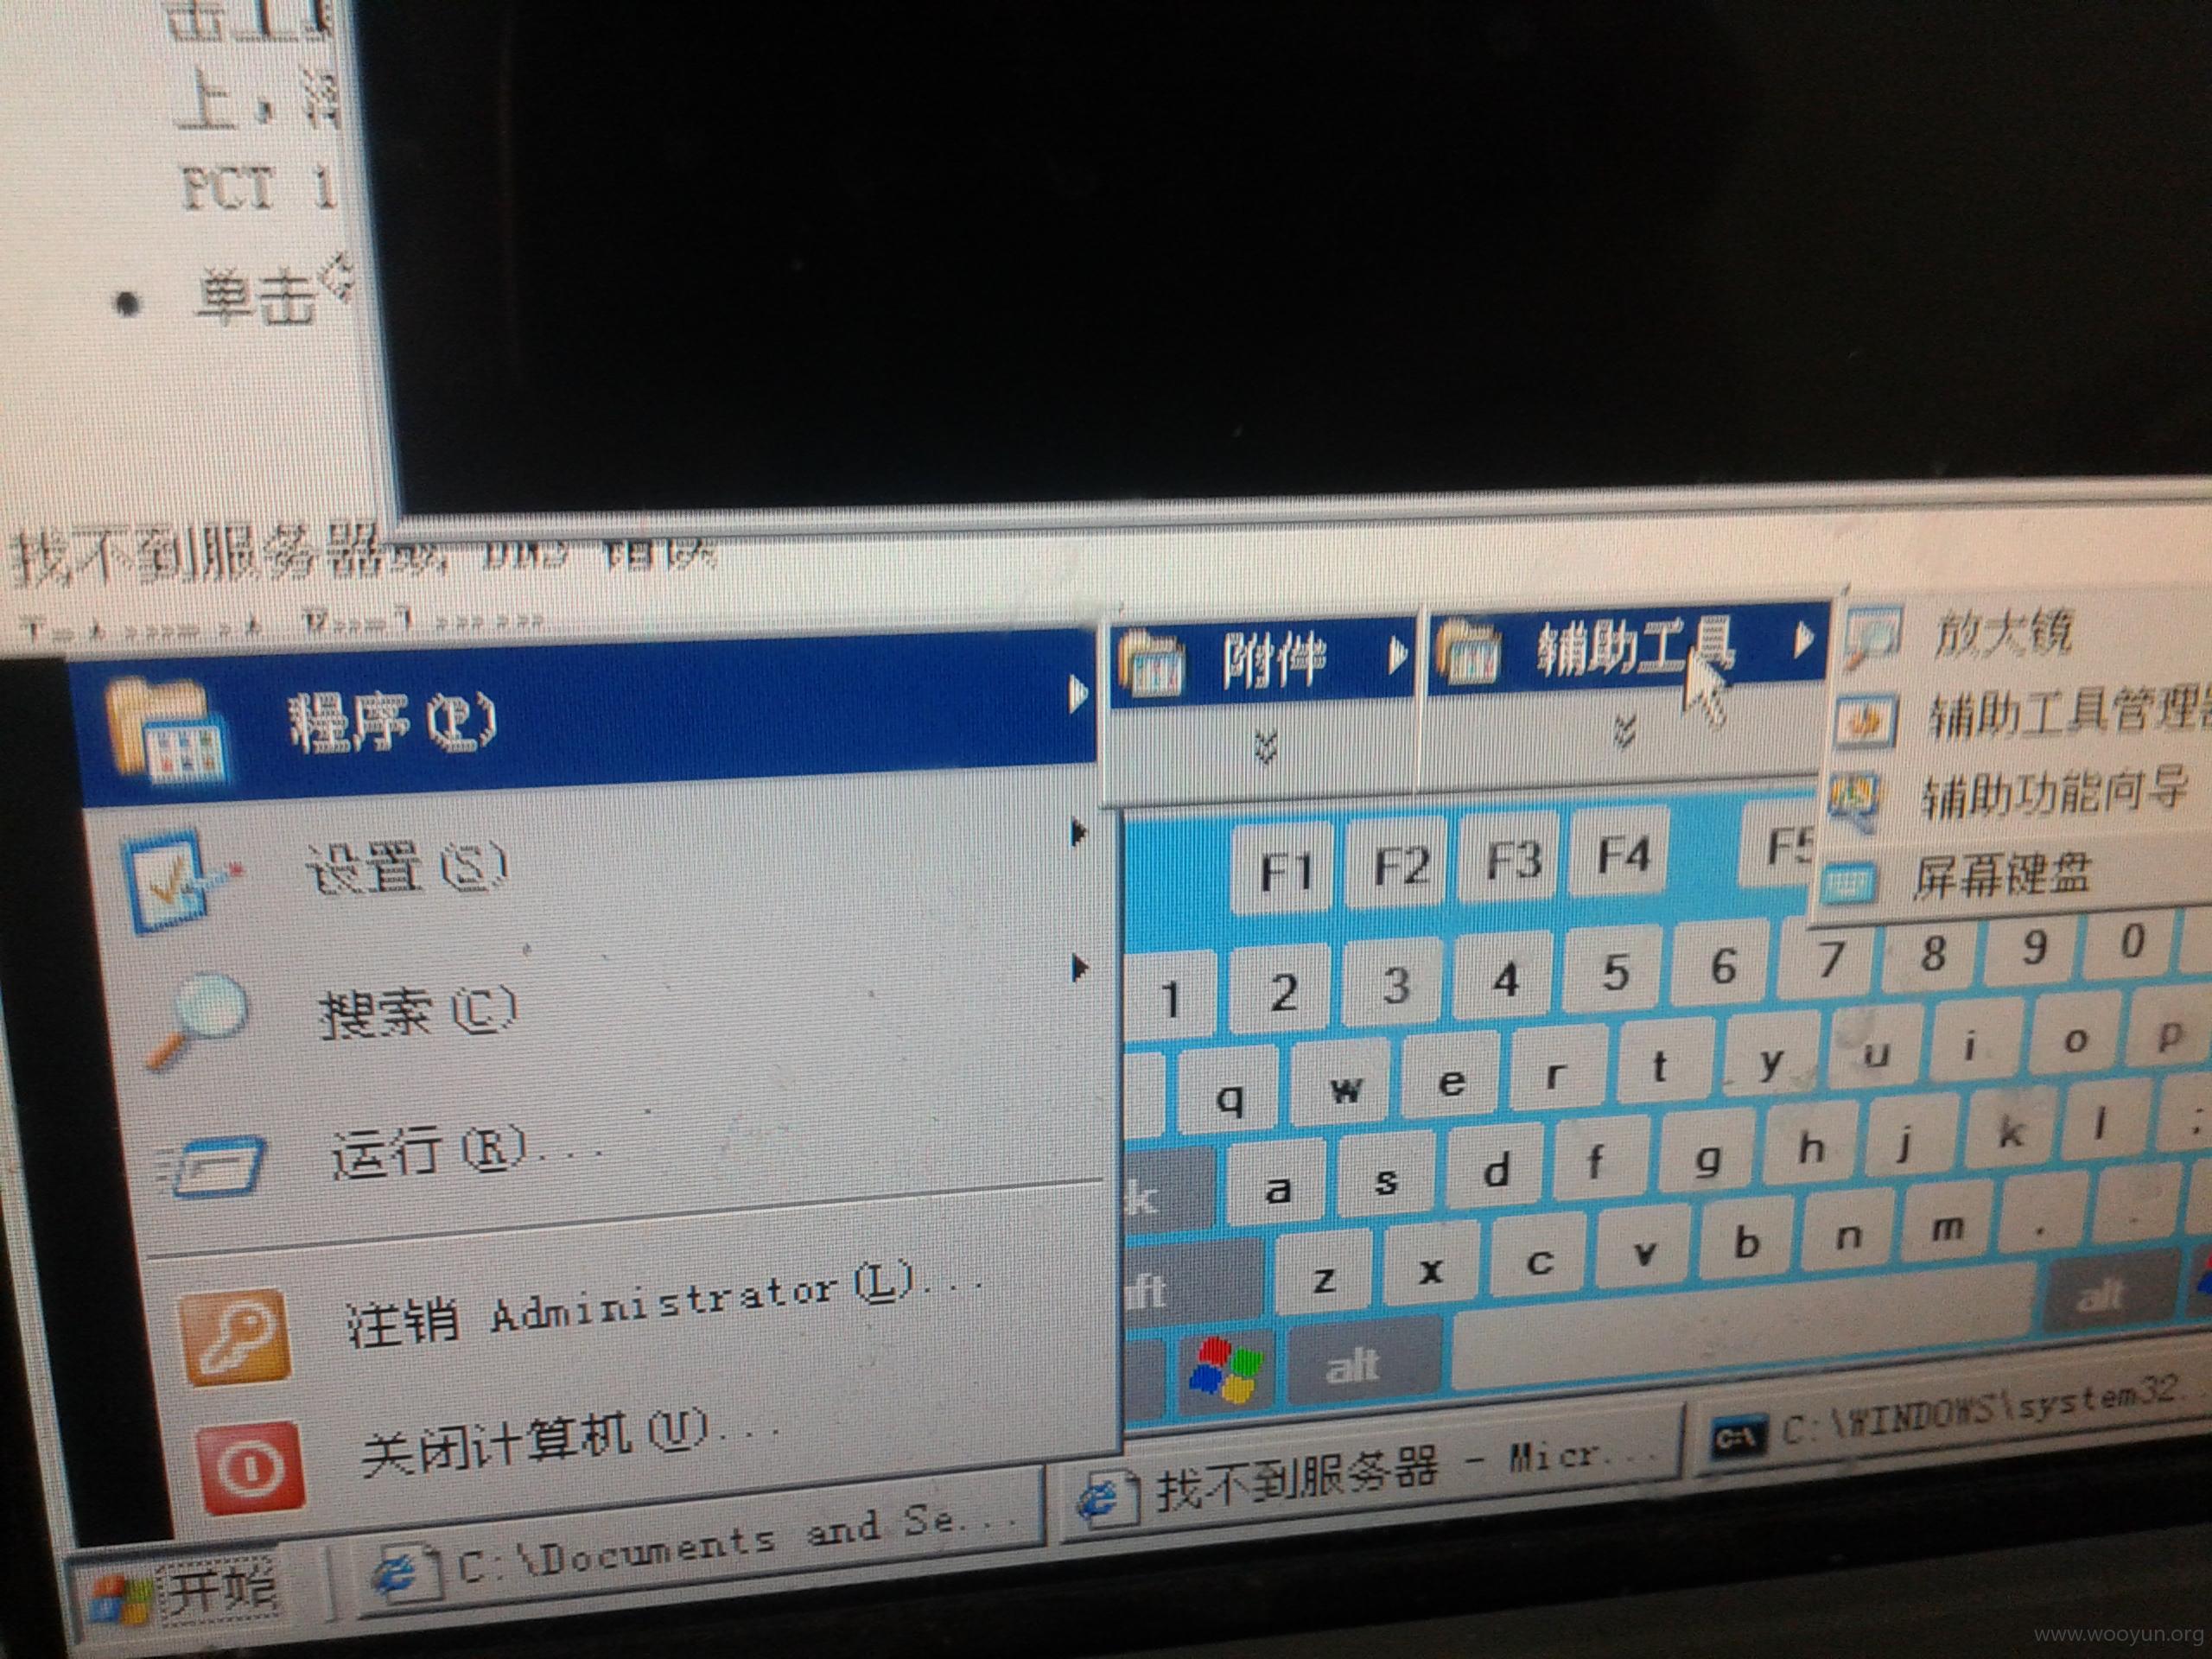 上，
PCT 1
• 单击
找不到服务器
程序(P)
附件
辅助工具
放大镜
辅助工具管理器
辅助功能向导
屏幕键盘
设置(S)
搜索(C)
运行(R)...
注销 Administrator(L)...
关闭计算机(U)...
F1 F2 F3 F4 F5
1 2 3 4 5 6 7 8 9 0
q w e r t y u i o p
k a s d f g h j k l ;
ft z x c v b n m . .
alt alt
开始
C:\Documents and Se...
找不到服务器 - Micr...
C:\WINDOWS\system32.
www.wooyun.org